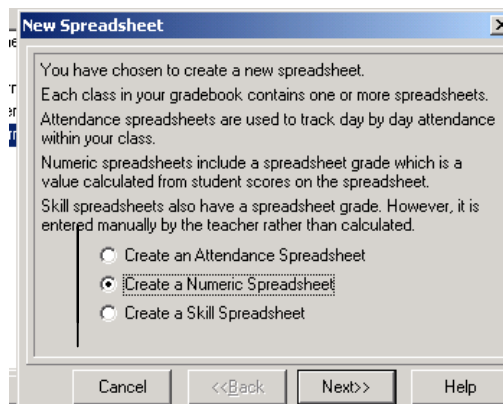 New Spreadsheet
You have chosen to create a new spreadsheet.
Each class in your gradebook contains one or more spreadsheets.
Attendance spreadsheets are used to track day by day attendance
within your class.
Numeric spreadsheets include a spreadsheet grade which is a
value calculated from student scores on the spreadsheet.
Skill spreadsheets also have a spreadsheet grade. However, it is
entered manually by the teacher rather than calculated.
Create an Attendance Spreadsheet
Create a Numeric Spreadsheet
Create a Skill Spreadsheet
Cancel <<Back Next>> Help